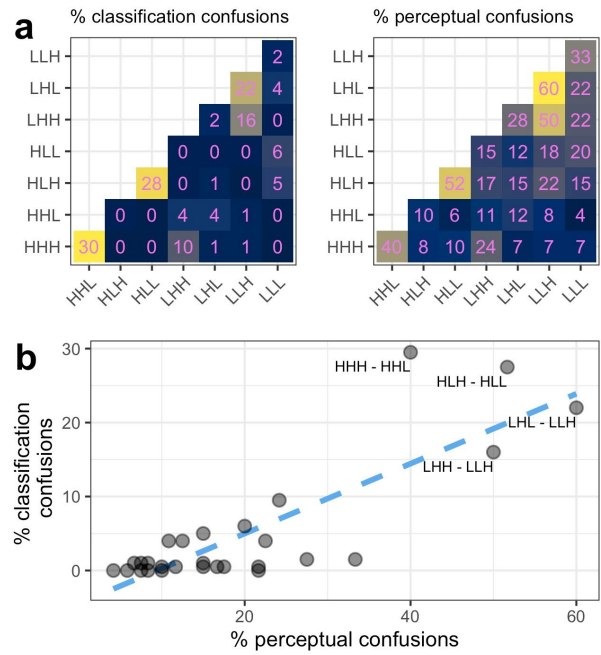 a
% classification confusions
% perceptual confusions
LLH 2
LHL 22 4
LHH 2 16 0
HLL 0 0 0 6
HLH 28 0 1 0 5
HHL 0 0 4 4 1 0
HHH 30 0 0 10 1 1 0
HHL HLH HLL LHH LHL LLH LLL
LLH 33
LHL 60 22
LHH 28 50 22
HLL 15 12 18 20
HLH 52 17 15 22 15
HHL 10 6 11 12 8 4
HHH 40 8 10 24 7 7 7
HHL HLH HLL LHH LHL LLH LLL
b
% classification
confusions
30
20
10
0
HHH - HHL
HLH - HLL
LHL - LLH
LHH - LLH
20 40 60
% perceptual confusions